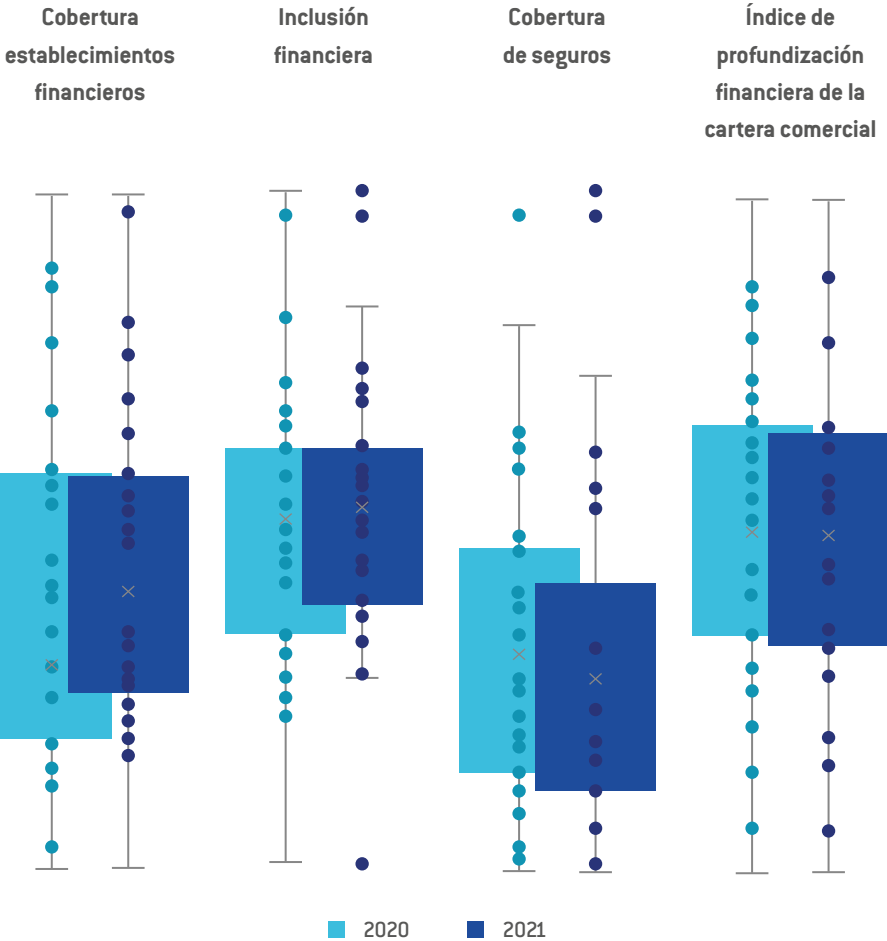 Cobertura
establecimientos
financieros
Inclusión
financiera
Cobertura
de seguros
Índice de
profundización
financiera de la
cartera comercial
2020
2021